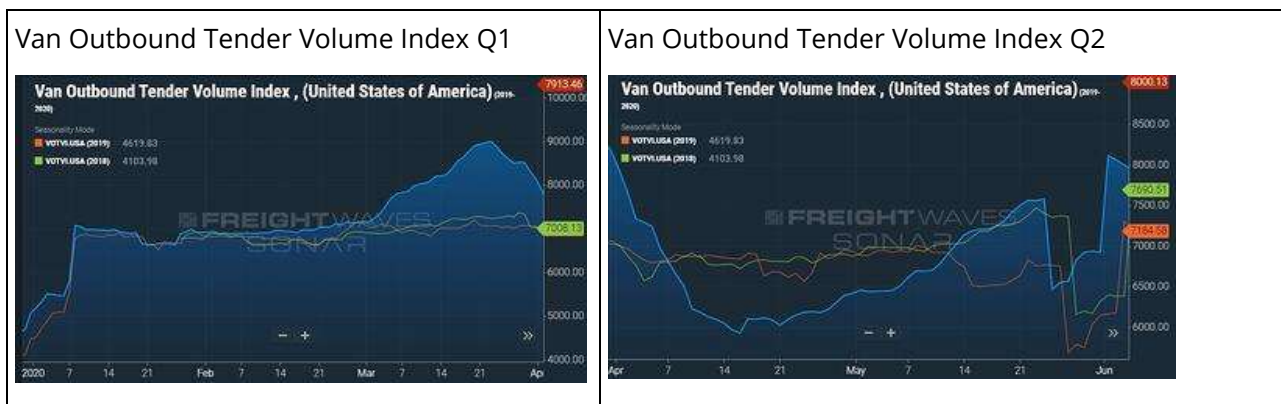 Van Outbound Tender Volume Index Q1
Van Outbound Tender Volume Index , (United States of America) (2019-
2020)
Seasonality Mode
VOTVI.USA (2019) 4619.83
VOTVI.USA (2018) 4103.98
FREIGHTWAVES
SONAR
7913.46
10000.00
9000.00
8000.00
7008.13
6000.00
5000.00
4000.00
− +
»
2020 7 14 21 Feb 7 14 21 Mar 7 14 21 Apr
Van Outbound Tender Volume Index Q2
Van Outbound Tender Volume Index , (United States of America) (2019-
2020)
Seasonality Mode
VOTVI.USA (2019) 4619.83
VOTVI.USA (2018) 4103.98
FREIGHTWAVES
SONAR
8000.13
8500.00
8000.00
7690.51
7500.00
7184.58
7000.00
6500.00
6000.00
− +
»
Apr 7 14 21 May 7 14 21 Jun